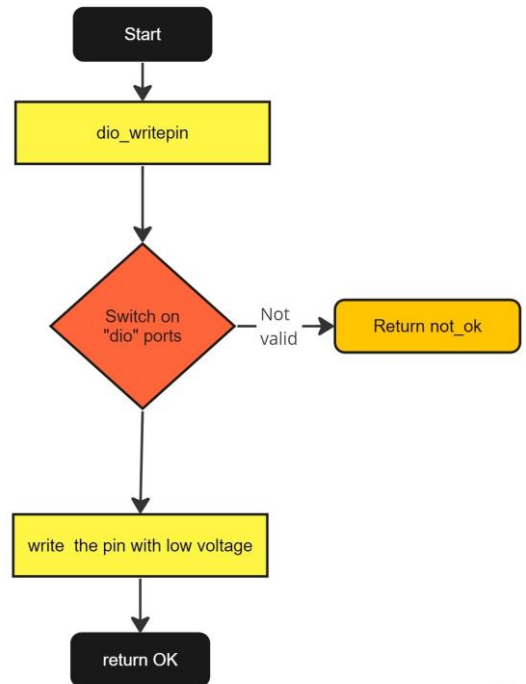 Start
dio_writepin
Switch on
"dio" ports
Not
valid
Return not_ok
write the pin with low voltage
return OK